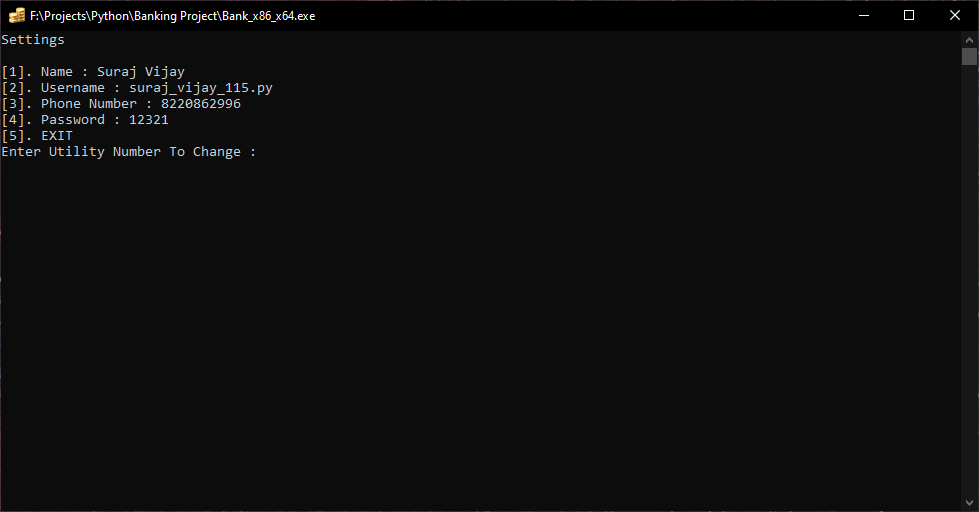 F:\Projects\Python\Banking Project\Bank_x86_x64.exe
Settings
[1]. Name : Suraj Vijay
[2]. Username : suraj_vijay_115.py
[3]. Phone Number : 8220862996
[4]. Password : 12321
[5]. EXIT
Enter Utility Number To Change :